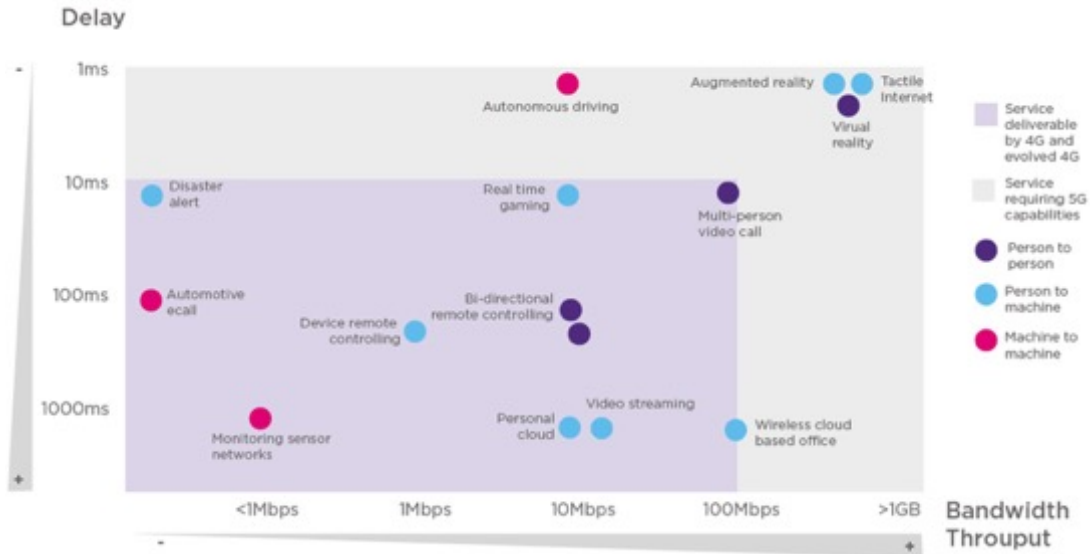 Delay
-
1ms
10ms
100ms
1000ms
+
Autonomous driving
Augmented reality
Tactile
Internet
Virual
reality
Disaster
alert
Real time
gaming
Multi-person
video call
Automotive
ecall
Device remote
controlling
Bi-directional
remote controlling
Monitoring sensor
networks
Personal
cloud
Video streaming
Wireless cloud
based office
<1Mbps
1Mbps
10Mbps
100Mbps
>1GB
-
+
Bandwidth
Throuput
Service
deliverable
by 4G and
evolved 4G
Service
requiring 5G
capabilities
Person to
person
Person to
machine
Machine to
machine